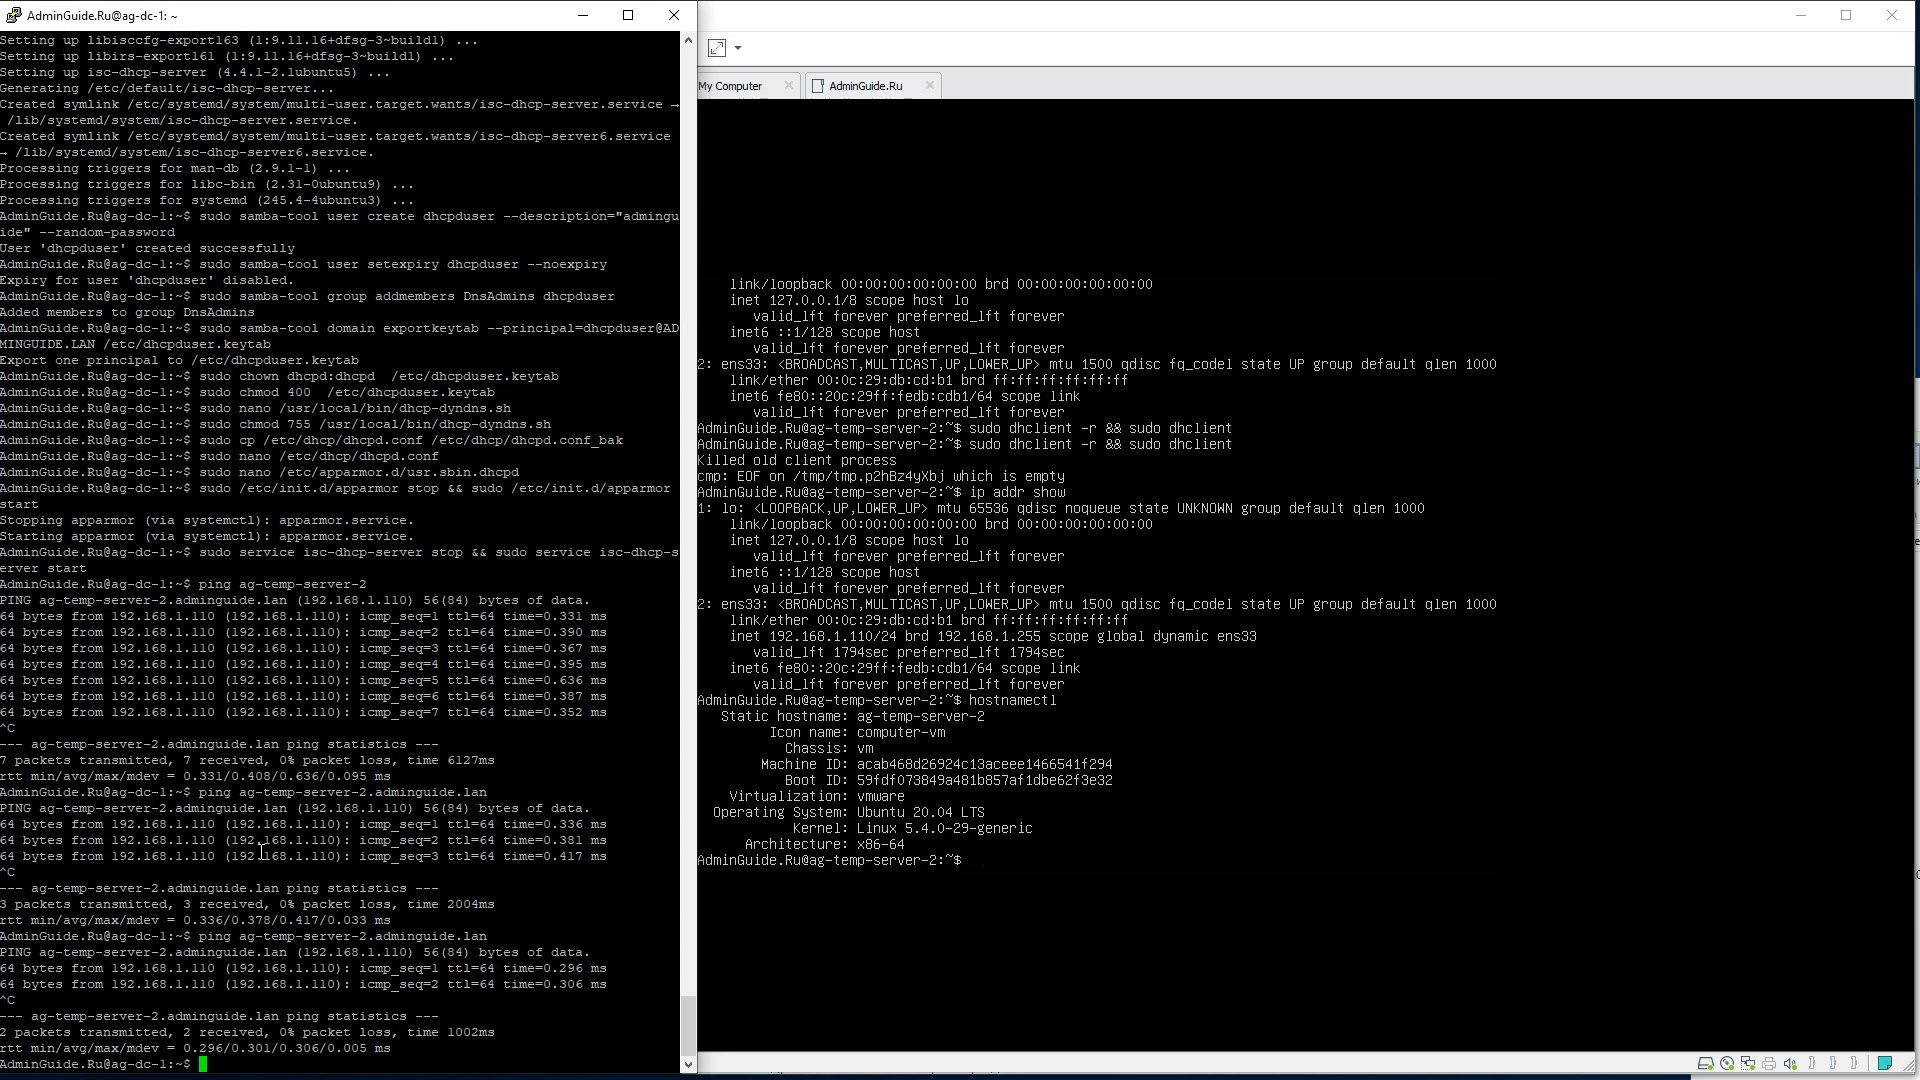 AdminGuide.Ru@ag-dc-1: ~
Setting up libisccfg-export163 (1:9.11.16+dfsg-3~build1) ...
Setting up libirs-export161 (1:9.11.16+dfsg-3~build1) ...
Setting up isc-dhcp-server (4.4.1-2.1ubuntu5) ...
Generating /etc/default/isc-dhcp-server...
Created symlink /etc/systemd/system/multi-user.target.wants/isc-dhcp-server.service →
/lib/systemd/system/isc-dhcp-server.service.
Created symlink /etc/systemd/system/multi-user.target.wants/isc-dhcp-server6.service
→ /lib/systemd/system/isc-dhcp-server6.service.
Processing triggers for man-db (2.9.1-1) ...
Processing triggers for libc-bin (2.31-0ubuntu9) ...
Processing triggers for systemd (245.4-4ubuntu3) ...
AdminGuide.Ru@ag-dc-1:~$ sudo samba-tool user create dhcpduser --description="admingu
ide" --random-password
User 'dhcpduser' created successfully
AdminGuide.Ru@ag-dc-1:~$ sudo samba-tool user setexpiry dhcpduser --noexpiry
Expiry for user 'dhcpduser' disabled.
AdminGuide.Ru@ag-dc-1:~$ sudo samba-tool group addmembers DnsAdmins dhcpduser
Added members to group DnsAdmins
AdminGuide.Ru@ag-dc-1:~$ sudo samba-tool domain exportkeytab --principal=dhcpduser@AD
MINGUIDE.LAN /etc/dhcpduser.keytab
Export one principal to /etc/dhcpduser.keytab
AdminGuide.Ru@ag-dc-1:~$ sudo chown dhcpd:dhcpd  /etc/dhcpduser.keytab
AdminGuide.Ru@ag-dc-1:~$ sudo chmod 400  /etc/dhcpduser.keytab
AdminGuide.Ru@ag-dc-1:~$ sudo nano /usr/local/bin/dhcp-dyndns.sh
AdminGuide.Ru@ag-dc-1:~$ sudo chmod 755 /usr/local/bin/dhcp-dyndns.sh
AdminGuide.Ru@ag-dc-1:~$ sudo cp /etc/dhcp/dhcpd.conf /etc/dhcp/dhcpd.conf_bak
AdminGuide.Ru@ag-dc-1:~$ sudo nano /etc/dhcp/dhcpd.conf
AdminGuide.Ru@ag-dc-1:~$ sudo nano /etc/apparmor.d/usr.sbin.dhcpd
AdminGuide.Ru@ag-dc-1:~$ sudo /etc/init.d/apparmor stop && sudo /etc/init.d/apparmor
start
Stopping apparmor (via systemctl): apparmor.service.
Starting apparmor (via systemctl): apparmor.service.
AdminGuide.Ru@ag-dc-1:~$ sudo service isc-dhcp-server stop && sudo service isc-dhcp-s
erver start
AdminGuide.Ru@ag-dc-1:~$ ping ag-temp-server-2
PING ag-temp-server-2.adminguide.lan (192.168.1.110) 56(84) bytes of data.
64 bytes from 192.168.1.110 (192.168.1.110): icmp_seq=1 ttl=64 time=0.331 ms
64 bytes from 192.168.1.110 (192.168.1.110): icmp_seq=2 ttl=64 time=0.390 ms
64 bytes from 192.168.1.110 (192.168.1.110): icmp_seq=3 ttl=64 time=0.367 ms
64 bytes from 192.168.1.110 (192.168.1.110): icmp_seq=4 ttl=64 time=0.395 ms
64 bytes from 192.168.1.110 (192.168.1.110): icmp_seq=5 ttl=64 time=0.636 ms
64 bytes from 192.168.1.110 (192.168.1.110): icmp_seq=6 ttl=64 time=0.387 ms
64 bytes from 192.168.1.110 (192.168.1.110): icmp_seq=7 ttl=64 time=0.352 ms
^C
--- ag-temp-server-2.adminguide.lan ping statistics ---
7 packets transmitted, 7 received, 0% packet loss, time 6127ms
rtt min/avg/max/mdev = 0.331/0.408/0.636/0.095 ms
AdminGuide.Ru@ag-dc-1:~$ ping ag-temp-server-2.adminguide.lan
PING ag-temp-server-2.adminguide.lan (192.168.1.110) 56(84) bytes of data.
64 bytes from 192.168.1.110 (192.168.1.110): icmp_seq=1 ttl=64 time=0.336 ms
64 bytes from 192.168.1.110 (192.168.1.110): icmp_seq=2 ttl=64 time=0.381 ms
64 bytes from 192.168.1.110 (192.168.1.110): icmp_seq=3 ttl=64 time=0.417 ms
^C
--- ag-temp-server-2.adminguide.lan ping statistics ---
3 packets transmitted, 3 received, 0% packet loss, time 2004ms
rtt min/avg/max/mdev = 0.336/0.378/0.417/0.033 ms
AdminGuide.Ru@ag-dc-1:~$ ping ag-temp-server-2.adminguide.lan
PING ag-temp-server-2.adminguide.lan (192.168.1.110) 56(84) bytes of data.
64 bytes from 192.168.1.110 (192.168.1.110): icmp_seq=1 ttl=64 time=0.296 ms
64 bytes from 192.168.1.110 (192.168.1.110): icmp_seq=2 ttl=64 time=0.306 ms
^C
--- ag-temp-server-2.adminguide.lan ping statistics ---
2 packets transmitted, 2 received, 0% packet loss, time 1002ms
rtt min/avg/max/mdev = 0.296/0.301/0.306/0.005 ms
AdminGuide.Ru@ag-dc-1:~$
My Computer
AdminGuide.Ru
link/loopback 00:00:00:00:00:00 brd 00:00:00:00:00:00
inet 127.0.0.1/8 scope host lo
valid_lft forever preferred_lft forever
inet6 ::1/128 scope host
valid_lft forever preferred_lft forever
2: ens33: <BROADCAST,MULTICAST,UP,LOWER_UP> mtu 1500 qdisc fq_codel state UP group default qlen 1000
link/ether 00:0c:29:db:cd:b1 brd ff:ff:ff:ff:ff:ff
inet6 fe80::20c:29ff:fedb:cdb1/64 scope link
valid_lft forever preferred_lft forever
AdminGuide.Ru@ag-temp-server-2:~$ sudo dhclient -r && sudo dhclient
AdminGuide.Ru@ag-temp-server-2:~$ sudo dhclient -r && sudo dhclient
Killed old client process
cmp: EOF on /tmp/tmp.p2hBz4yXbj which is empty
AdminGuide.Ru@ag-temp-server-2:~$ ip addr show
1: lo: <LOOPBACK,UP,LOWER_UP> mtu 65536 qdisc noqueue state UNKNOWN group default qlen 1000
link/loopback 00:00:00:00:00:00 brd 00:00:00:00:00:00
inet 127.0.0.1/8 scope host lo
valid_lft forever preferred_lft forever
inet6 ::1/128 scope host
valid_lft forever preferred_lft forever
2: ens33: <BROADCAST,MULTICAST,UP,LOWER_UP> mtu 1500 qdisc fq_codel state UP group default qlen 1000
link/ether 00:0c:29:db:cd:b1 brd ff:ff:ff:ff:ff:ff
inet 192.168.1.110/24 brd 192.168.1.255 scope global dynamic ens33
valid_lft 1794sec preferred_lft 1794sec
inet6 fe80::20c:29ff:fedb:cdb1/64 scope link
valid_lft forever preferred_lft forever
AdminGuide.Ru@ag-temp-server-2:~$ hostnamectl
Static hostname: ag-temp-server-2
Icon name: computer-vm
Chassis: vm
Machine ID: acab468d26924c13aceee1466541f294
Boot ID: 59fdf073849a481b857af1dbe62f3e32
Virtualization: vmware
Operating System: Ubuntu 20.04 LTS
Kernel: Linux 5.4.0-29-generic
Architecture: x86-64
AdminGuide.Ru@ag-temp-server-2:~$